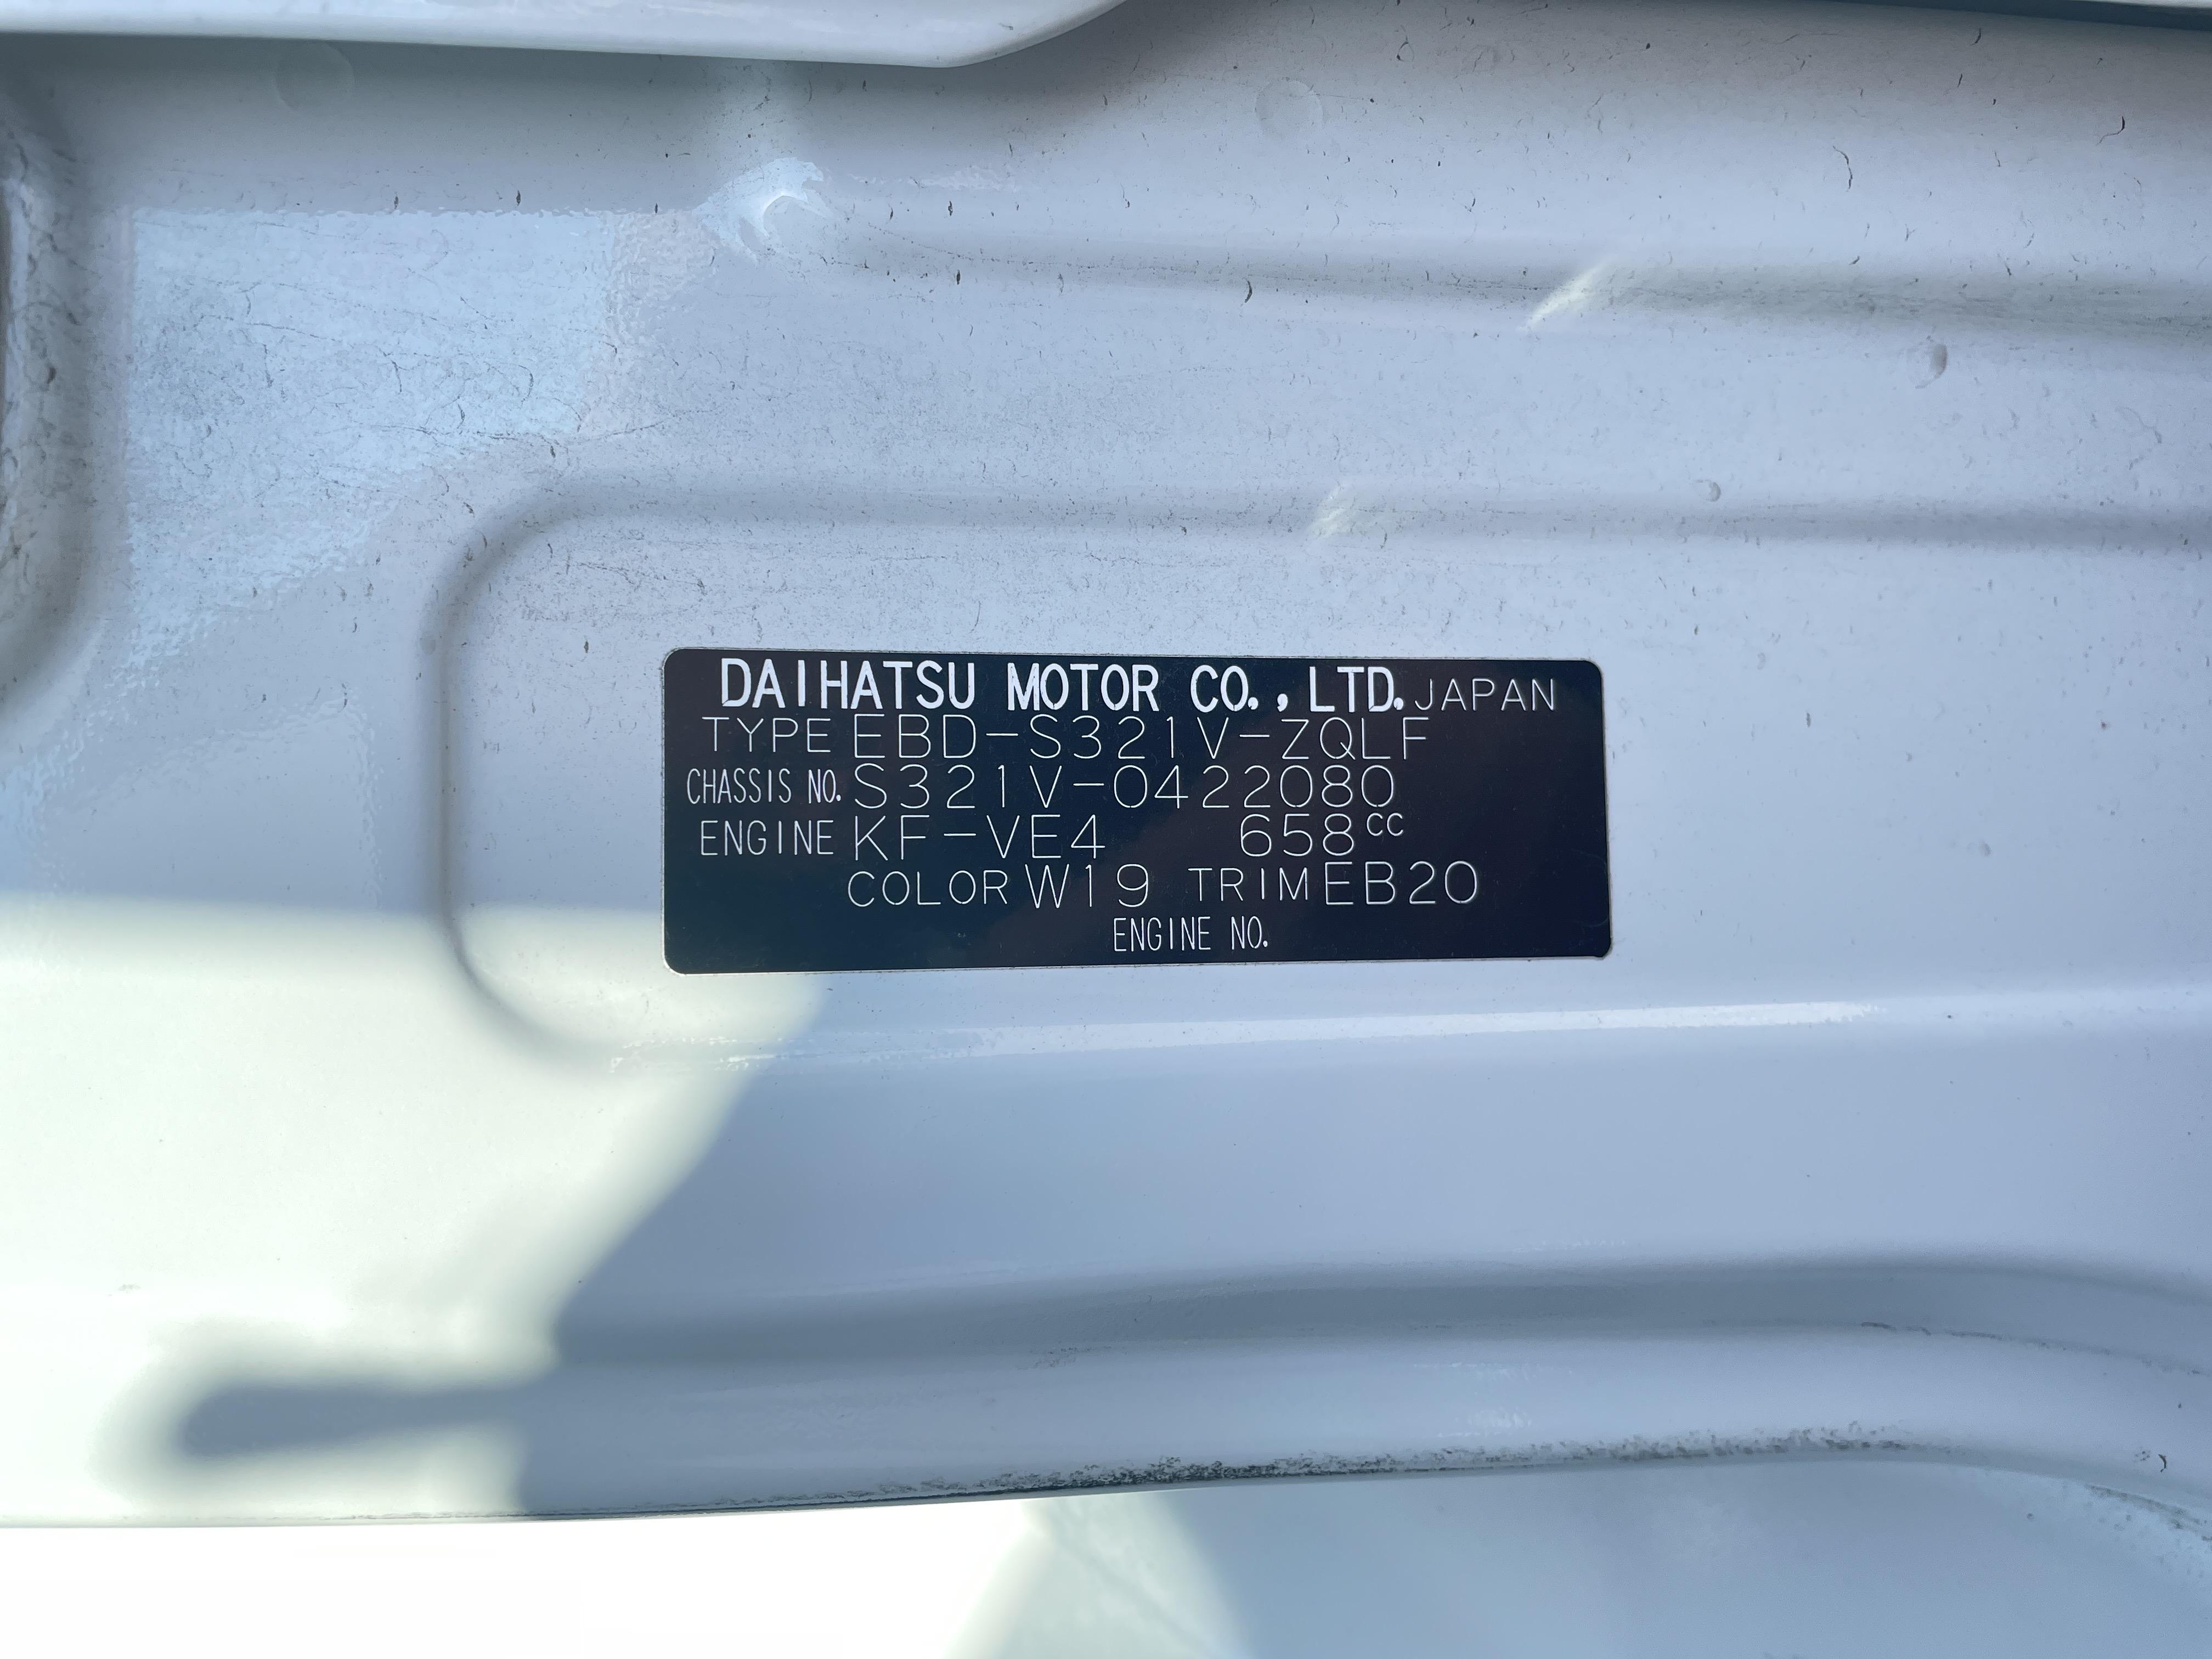 DAIHATSU MOTOR CO., LTD. JAPAN
TYPE EBD-S321V-ZQLF
CHASSIS NO. S321V-0422080
ENGINE KF-VE4 658cc
COLOR W19 TRIM EB20
ENGINE NO.